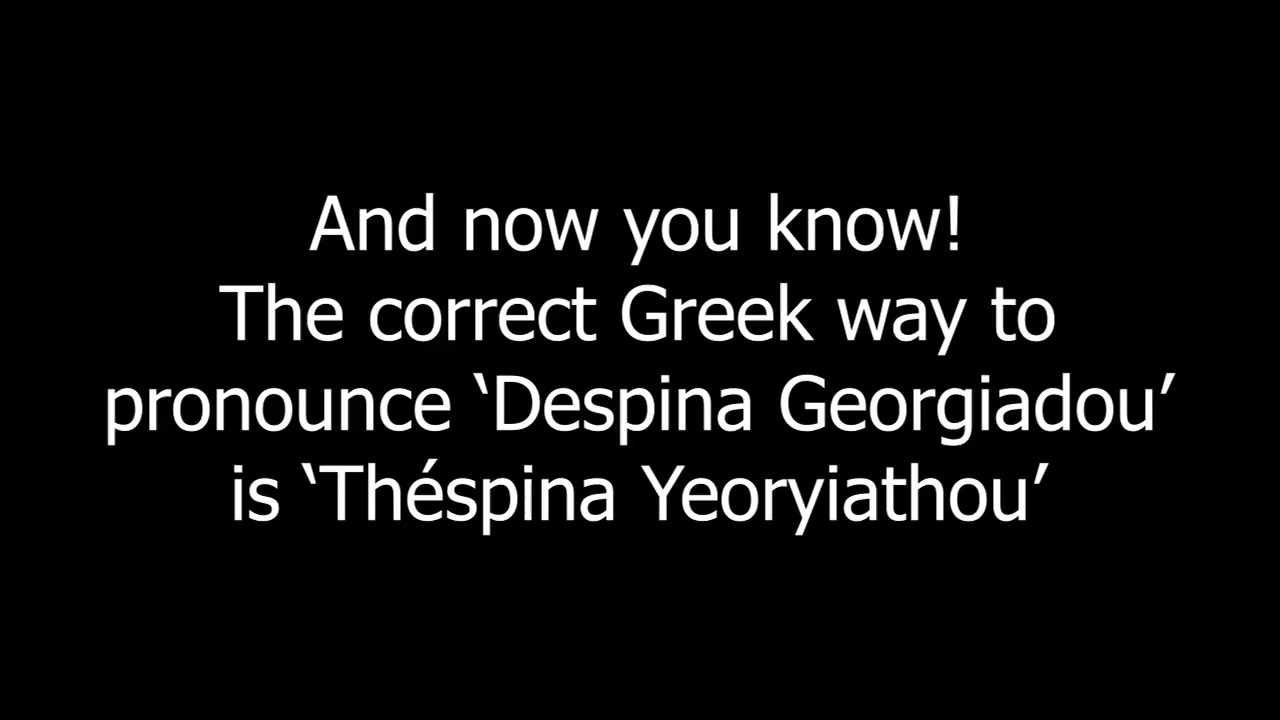 And now you know!
The correct Greek way to
pronounce ‘Despina Georgiadou’
is ‘Théspina Yeoryiathou’